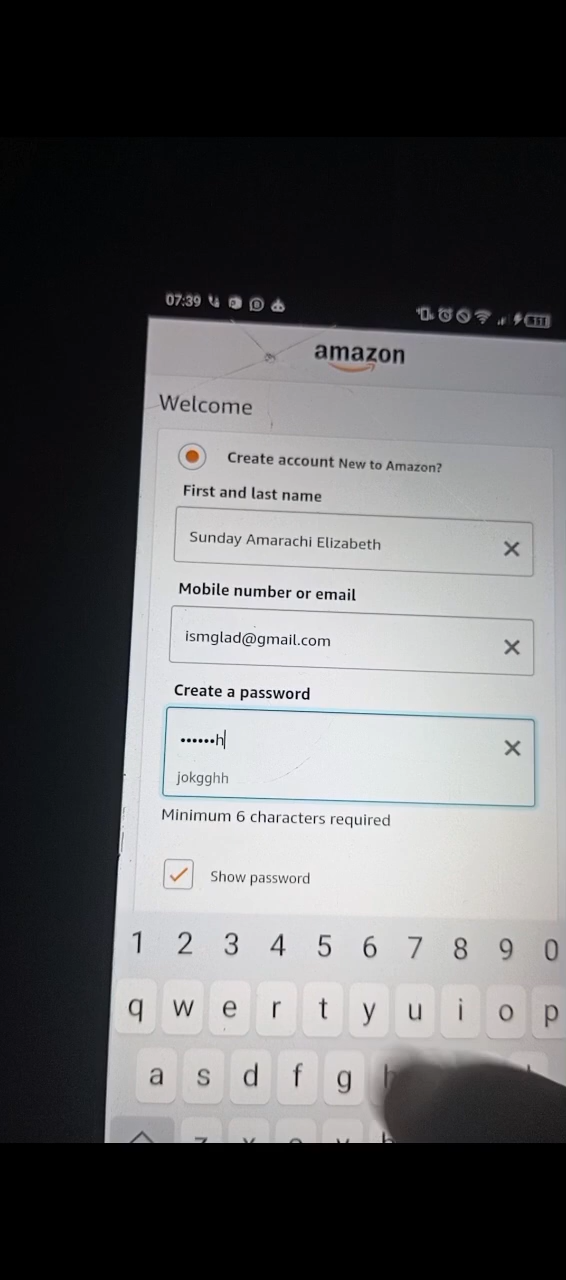 07:39
amazon
Welcome
Create account New to Amazon?
First and last name
Sunday Amarachi Elizabeth
Mobile number or email
ismglad@gmail.com
Create a password
••••••h
jokgghh
Minimum 6 characters required
Show password
1 2 3 4 5 6 7 8 9 0
q w e r t y u i o p
a s d f g h